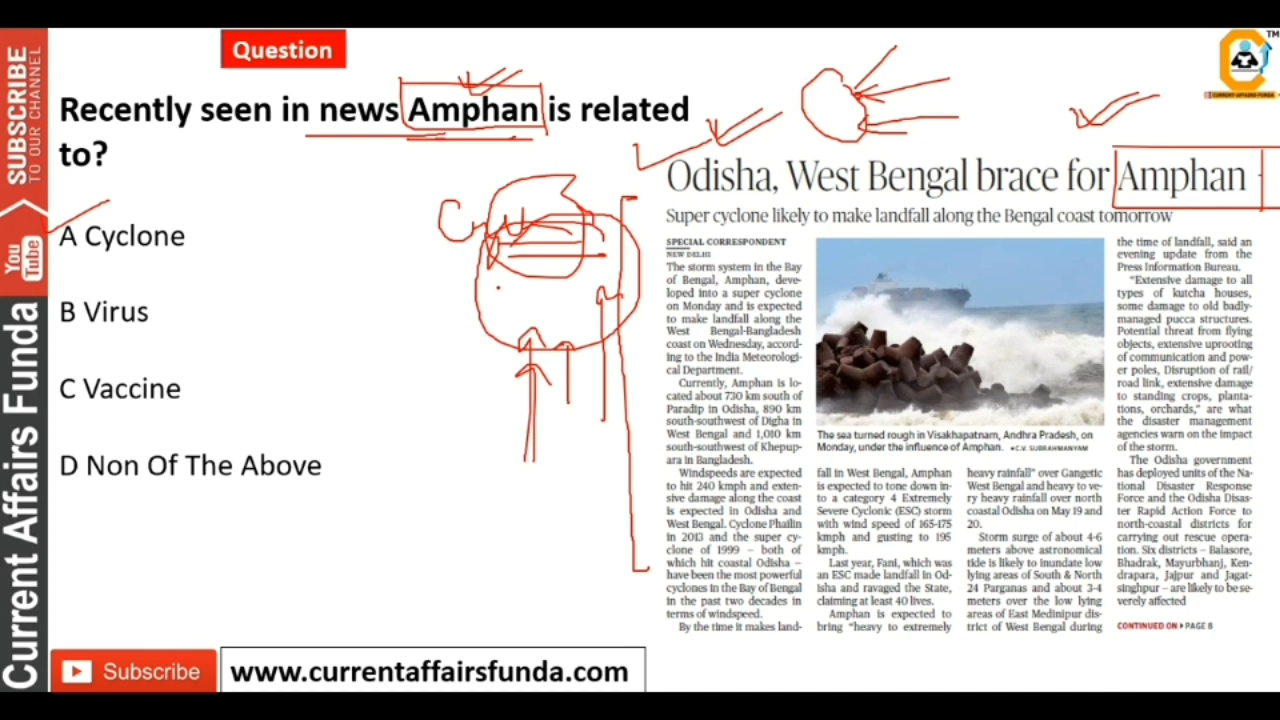 Question
Recently seen in news Amphan is related
to?
A Cyclone
B Virus
C Vaccine
D Non Of The Above
SUBSCRIBE
TO OUR CHANNEL
You Tube
Current Affairs Funda
Subscribe
www.currentaffairsfunda.com
TM
CURRENT AFFAIRS FUNDA
Odisha, West Bengal brace for Amphan
Super cyclone likely to make landfall along the Bengal coast tomorrow
SPECIAL CORRESPONDENT
NEW DELHI
The storm system in the Bay
of Bengal, Amphan, deve-
loped into a super cyclone
on Monday and is expected
to make landfall along the
West Bengal-Bangladesh
coast on Wednesday, accord-
ing to the India Meteorologi-
cal Department.
Currently, Amphan is lo-
cated about 730 km south of
Paradip in Odisha, 890 km
south-southwest of Digha in
West Bengal and 1,010 km
south-southwest of Khepup-
ara in Bangladesh.
Windspeeds are expected
to hit 240 kmph and exten-
sive damage along the coast
is expected in Odisha and
West Bengal. Cyclone Phailin
in 2013 and the super cy-
clone of 1999 – both of
which hit coastal Odisha –
have been the most powerful
cyclones in the Bay of Bengal
in the past two decades in
terms of windspeed.
By the time it makes land-
The sea turned rough in Visakhapatnam, Andhra Pradesh, on
Monday, under the influence of Amphan. •C.V. SUBRAHMANYAM
fall in West Bengal, Amphan
is expected to tone down in-
to a category 4 Extremely
Severe Cyclonic (ESC) storm
with wind speed of 165-175
kmph and gusting to 195
kmph.
Last year, Fani, which was
an ESC made landfall in Od-
isha and ravaged the State,
claiming at least 40 lives.
Amphan is expected to
bring “heavy to extremely
heavy rainfall” over Gangetic
West Bengal and heavy to ve-
ry heavy rainfall over north
coastal Odisha on May 19 and
20.
Storm surge of about 4-6
meters above astronomical
tide is likely to inundate low
lying areas of South & North
24 Parganas and about 3-4
meters over the low lying
areas of East Medinipur dis-
trict of West Bengal during
the time of landfall, said an
evening update from the
Press Information Bureau.
“Extensive damage to all
types of kutcha houses,
some damage to old badly-
managed pucca structures.
Potential threat from flying
objects, extensive uprooting
of communication and pow-
er poles, Disruption of rail/
road link, extensive damage
to standing crops, planta-
tions, orchards,” are what
the disaster management
agencies warn on the impact
of the storm.
The Odisha government
has deployed units of the Na-
tional Disaster Response
Force and the Odisha Disas-
ter Rapid Action Force to
north-coastal districts for
carrying out rescue opera-
tion. Six districts – Balasore,
Bhadrak, Mayurbhanj, Ken-
drapara, Jajpur and Jagat-
singhpur – are likely to be se-
verely affected
CONTINUED ON PAGE 8